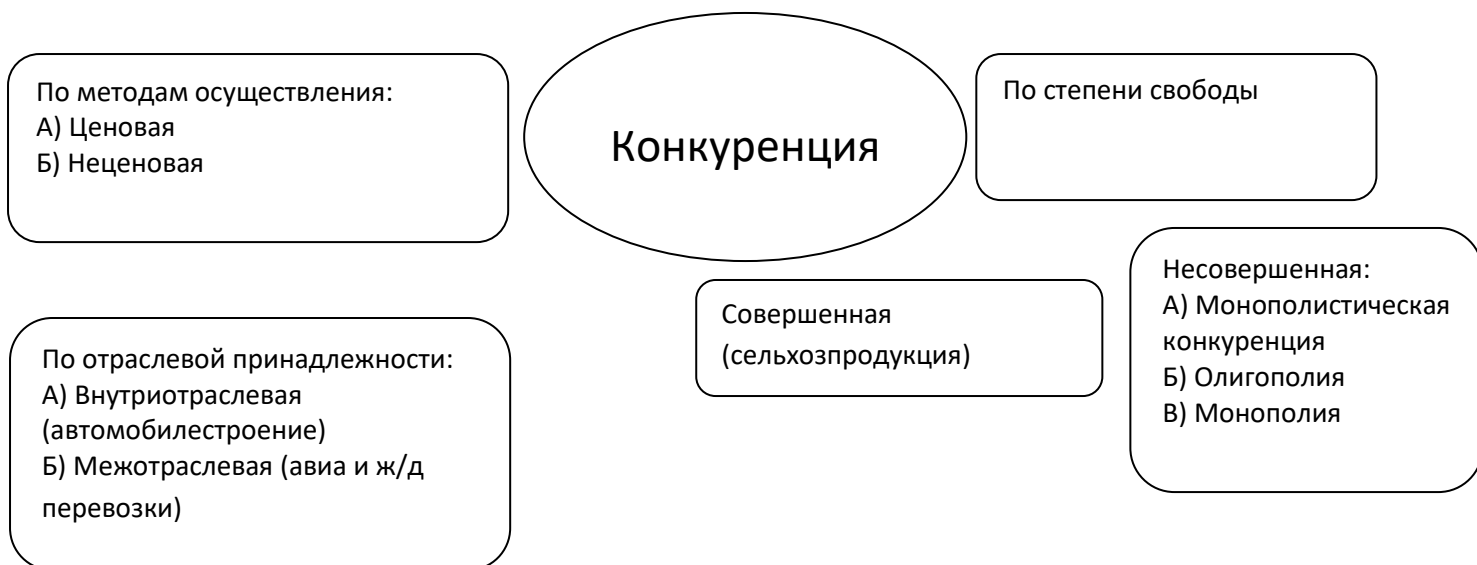 По методам осуществления:
А) Ценовая
Б) Неценовая
Конкуренция
По степени свободы
По отраслевой принадлежности:
А) Внутриотраслевая
(автомобилестроение)
Б) Межотраслевая (авиа и ж/д
перевозки)
Совершенная
(сельхозпродукция)
Несовершенная:
А) Монополистическая
конкуренция
Б) Олигополия
В) Монополия